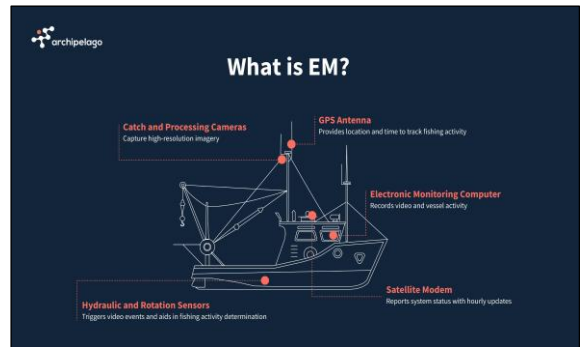 archipelago
What is EM?
Catch and Processing Cameras
Capture high-resolution imagery
GPS Antenna
Provides location and time to track fishing activity
Electronic Monitoring Computer
Records video and vessel activity
Satellite Modem
Reports system status with hourly updates
Hydraulic and Rotation Sensors
Triggers video events and aids in fishing activity determination